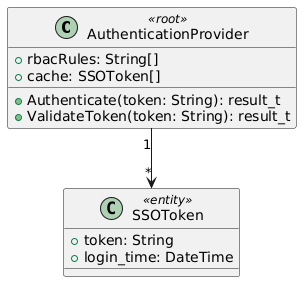 C
«root»
AuthenticationProvider
rbacRules: String[]
cache: SSOToken[]
Authenticate(token: String): result_t
ValidateToken(token: String): result_t
1
*
C
«entity»
SSOToken
token: String
login_time: DateTime